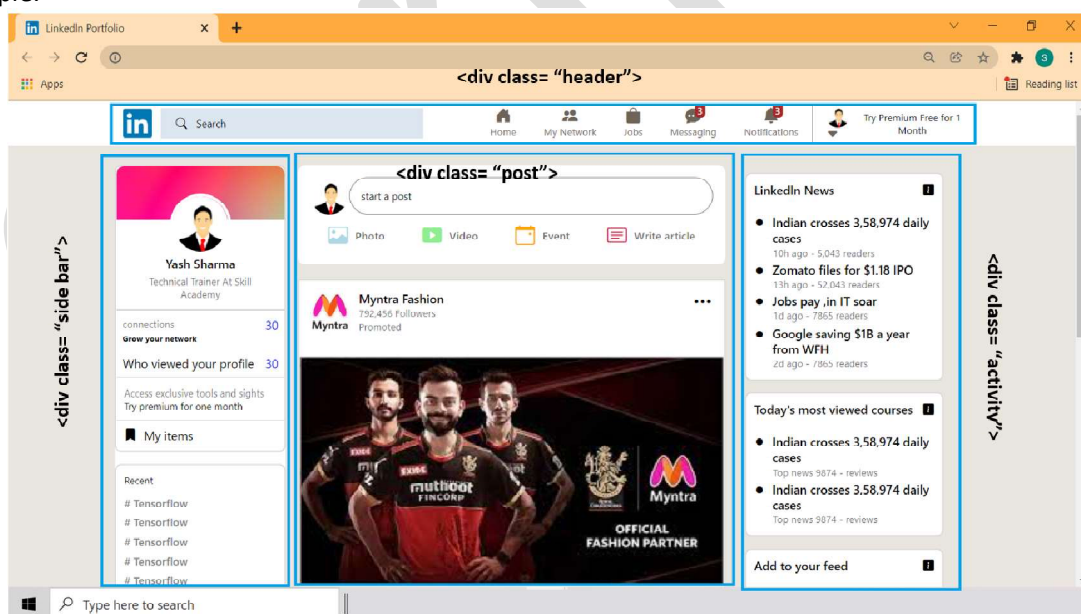 ple:
LinkedIn Portfolio
Apps
Reading list
<div class= “header”>
in
Search
Home
My Network
Jobs
3
Messaging
3
Notifications
Try Premium Free for 1
Month
<div class= “side bar”>
Yash Sharma
Technical Trainer At Skill
Academy
connections 30
Grow your network
Who viewed your profile 30
Access exclusive tools and sights
Try premium for one month
My items
Recent
# Tensorflow
# Tensorflow
# Tensorflow
# Tensorflow
# Tensorflow
<div class= “post”>
start a post
Photo
Video
Event
Write article
Myntra Fashion
792,456 Followers
Promoted
Myntra
muthoot
FINCORP
Myntra
OFFICIAL
FASHION PARTNER
<div class= “activity”>
LinkedIn News
Indian crosses 3,58,974 daily
cases
10h ago - 5,043 readers
Zomato files for $1.18 IPO
13h ago - 52,043 readers
Jobs pay ,in IT soar
1d ago - 7865 readers
Google saving $1B a year
from WFH
2d ago - 7865 readers
Today's most viewed courses
Indian crosses 3,58,974 daily
cases
Top news 9874 - reviews
Indian crosses 3,58,974 daily
cases
Top news 9874 - reviews
Add to your feed
Type here to search